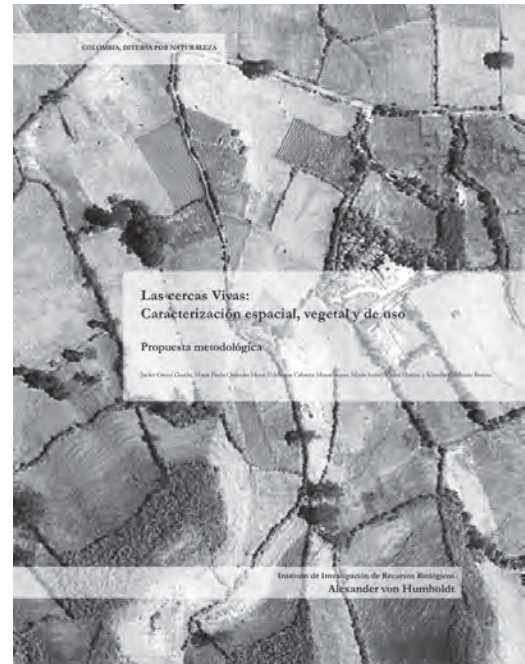 COLOMBIA, DIVERSA POR NATURALEZA
Las cercas Vivas:
Caracterización espacial, vegetal y de uso
Propuesta metodológica
Instituto de Investigación de Recursos Biológicos
Alexander von Humboldt